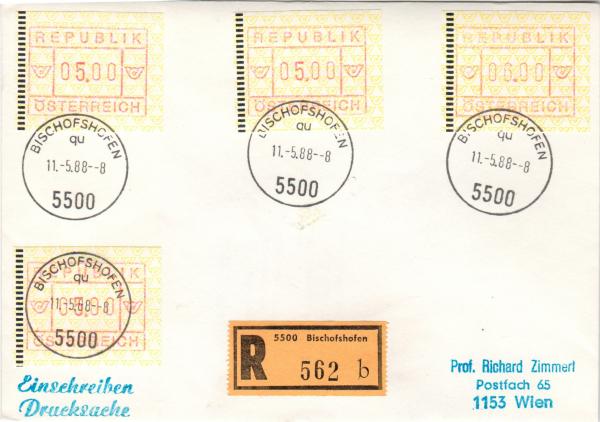 REPUBLIK
05.00
ÖSTERREICH
REPUBLIK
05.00
ÖSTERREICH
REPUBLIK
06.00
ÖSTERREICH
BISCHOFSHOFEN
qu
11.-5.88--8
5500
BISCHOFSHOFEN
qu
11.-5.88--8
5500
BISCHOFSHOFEN
qu
11.-5.88--8
5500
REPUBLIK
BISCHOFSHOFEN
qu
11.-5.88--8
5500
ÖSTERREICH
Einschreiben
Drucksache
R
5500 Bischofshofen
562 b
Prof. Richard Zimmerl
Postfach 65
1153 Wien